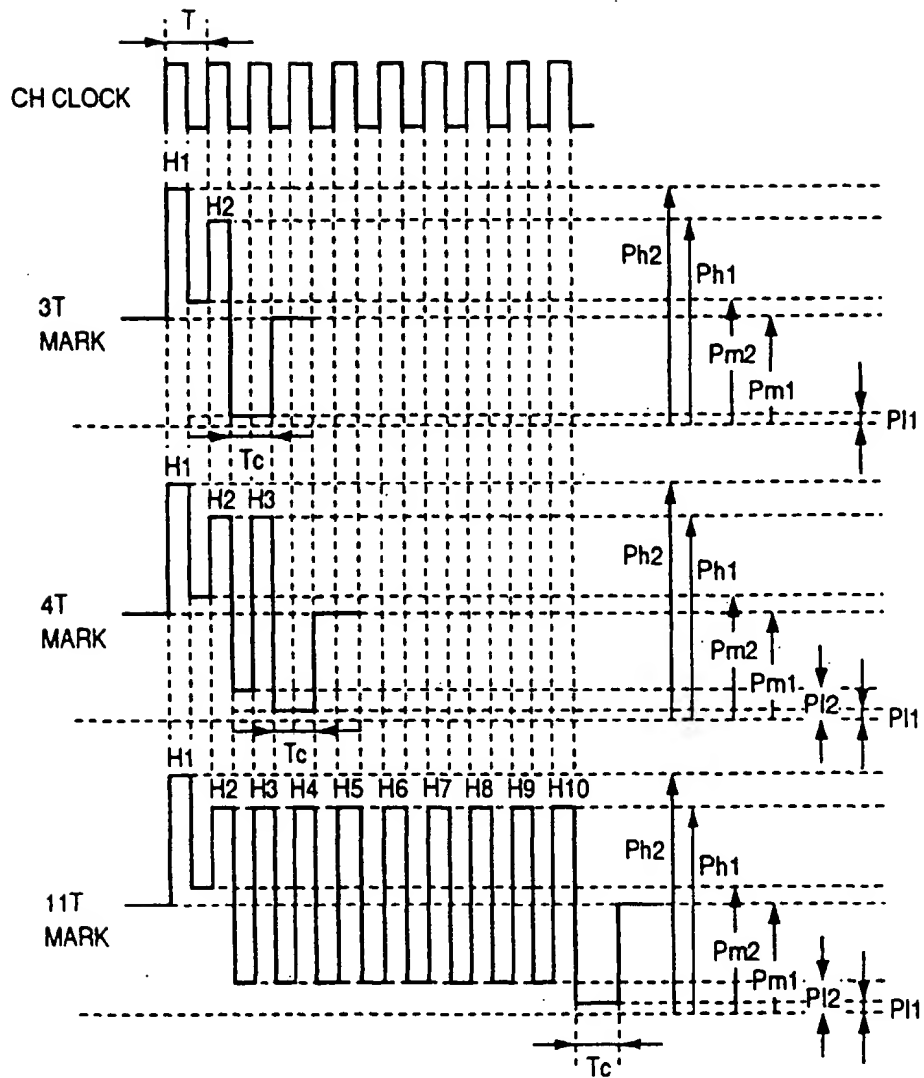 T
CH CLOCK
H1
H2
3T
MARK
Ph2
Ph1
Pm2
Pm1
Pl1
Tc
H1
H2 H3
4T
MARK
Ph2
Ph1
Pm2
Pm1
Pl2
Pl1
Tc
H1
H2 H3 H4 H5 H6 H7 H8 H9 H10
11T
MARK
Ph2
Ph1
Pm2
Pm1
Pl2
Pl1
Tc